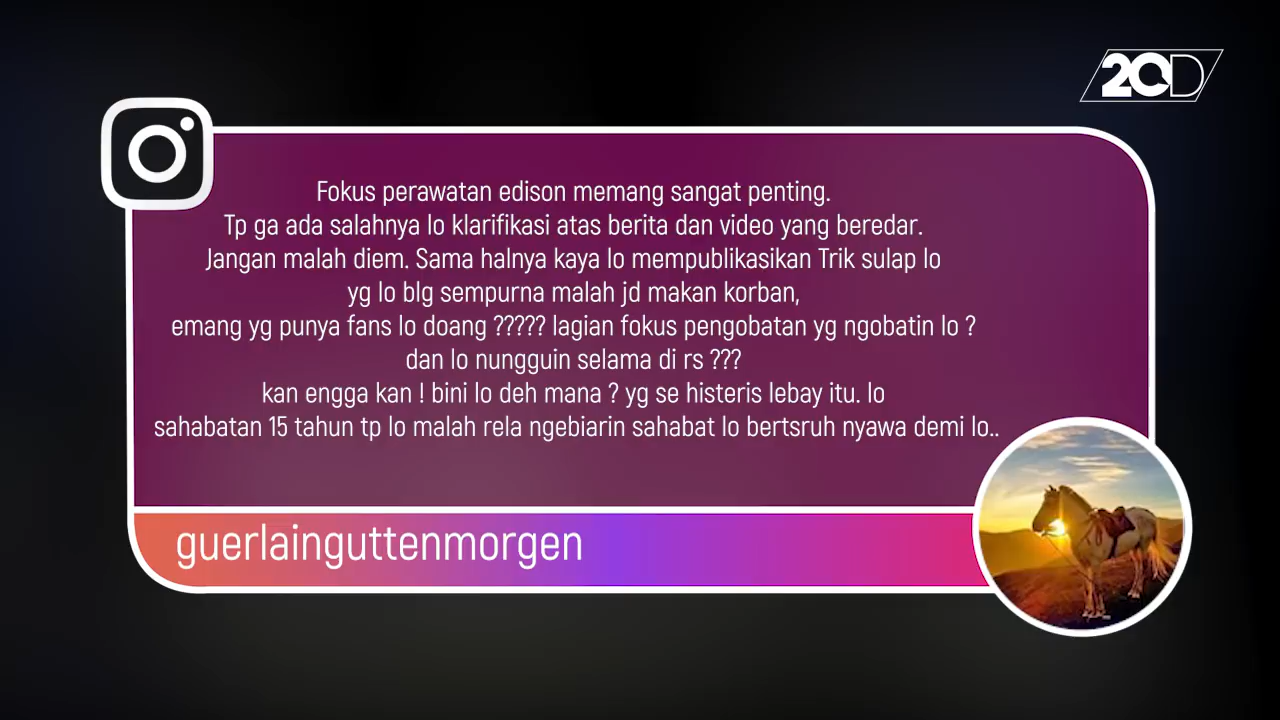 20D
Fokus perawatan edison memang sangat penting.
Tp ga ada salahnya lo klarifikasi atas berita dan video yang beredar.
Jangan malah diem. Sama halnya kaya lo mempublikasikan Trik sulap lo
yg lo blg sempurna malah jd makan korban,
emang yg punya fans lo doang ????? lagian fokus pengobatan yg ngobatin lo ?
dan lo nungguin selama di rs ???
kan engga kan ! bini lo deh mana ? yg se histeris lebay itu. lo
sahabatan 15 tahun tp lo malah rela ngebiarin sahabat lo bertsruh nyawa demi lo..
guerlainguttenmorgen